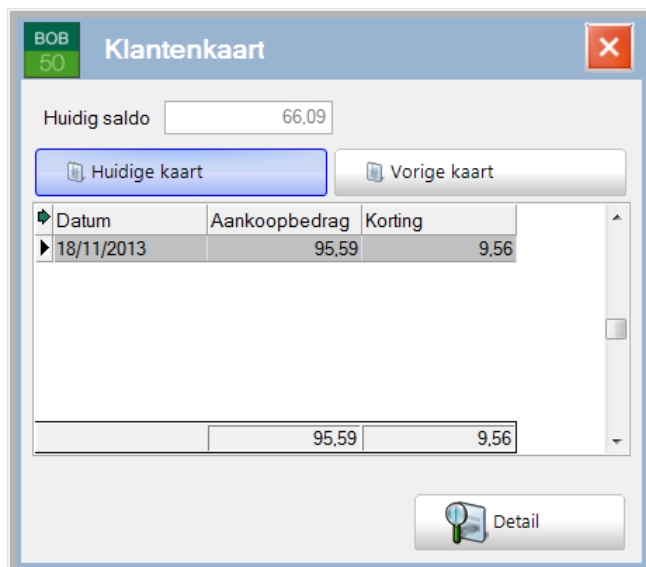 BOB
50
Klantenkaart
Huidig saldo 66,09
Huidige kaart Vorige kaart
Datum Aankoopbedrag Korting
18/11/2013 95,59 9,56
95,59 9,56
Detail